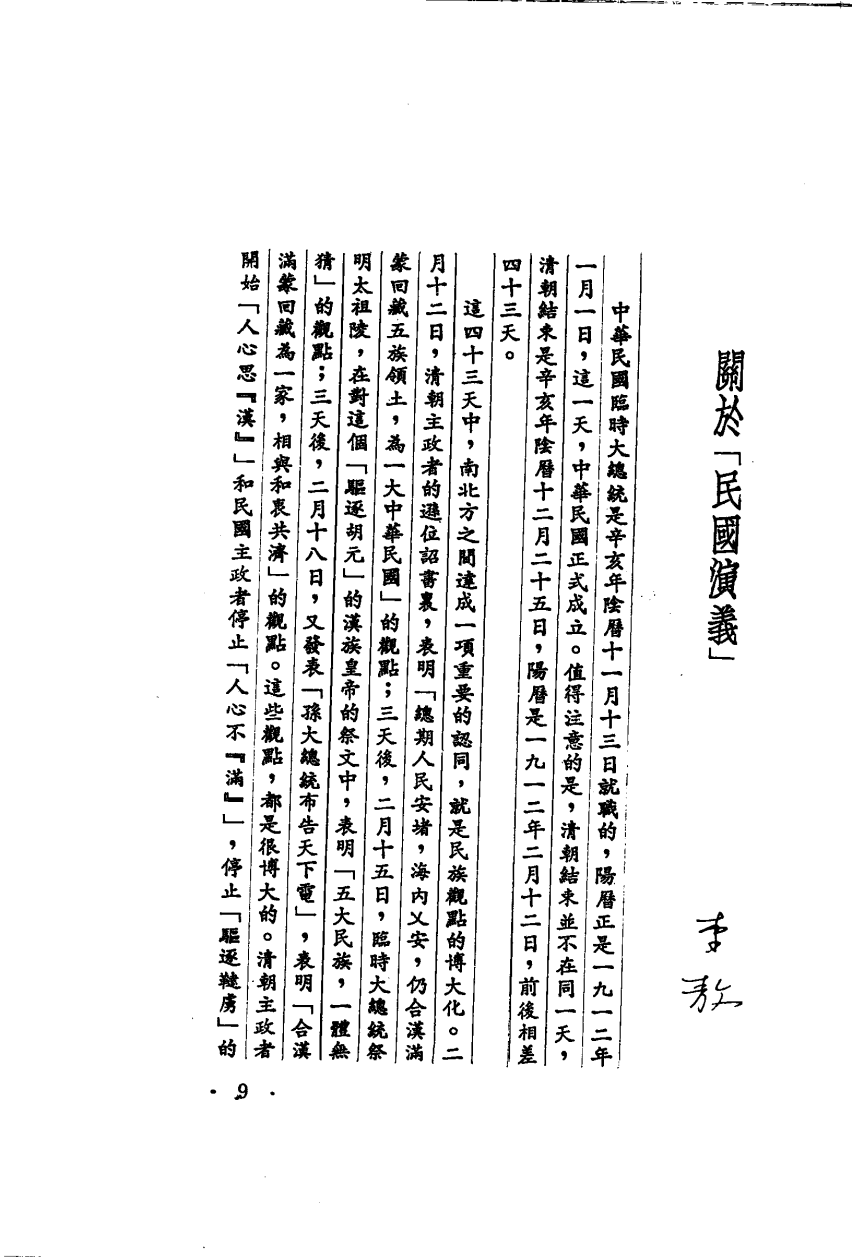 關於「民國演義」
李敖
中華民國臨時大總統是辛亥年陰曆十一月十三日就職的，陽曆正是一九一二年
一月一日，這一天，中華民國正式成立。值得注意的是，清朝結束並不在同一天，
清朝結束是辛亥年陰曆十二月二十五日，陽曆是一九一二年二月十二日，前後相差
四十三天。
這四十三天中，南北方之間達成一項重要的認同，就是民族觀點的博大化。二
月十二日，清朝主政者的遜位詔書裏，表明「總期人民安堵，海內乂安，仍合漢滿
蒙回藏五族領土，為一大中華民國」的觀點；三天後，二月十五日，臨時大總統祭
明太祖陵，在對這個「驅逐胡元」的漢族皇帝的祭文中，表明「五大民族，一體無
猜」的觀點；三天後，二月十八日，又發表「孫大總統布告天下電」，表明「合漢
滿蒙回藏為一家，相與和衷共濟」的觀點。這些觀點，都是很博大的。清朝主政者
開始「人心思『漢』」和民國主政者停止「人心不『滿』」，停止「驅逐韃虜」的
· 9 ·